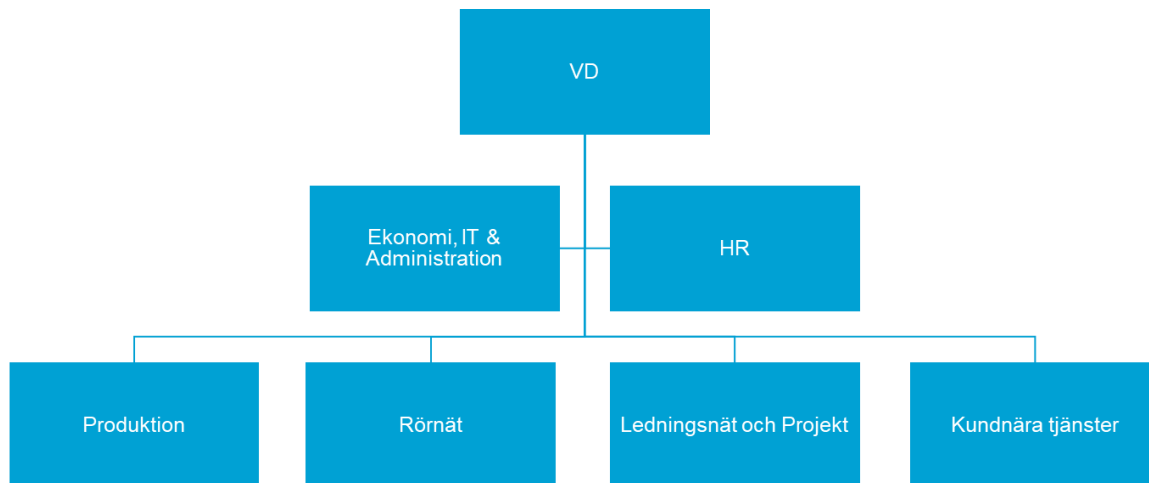 VD
Ekonomi, IT &
Administration
HR
Produktion
Rörnät
Ledningsnät och Projekt
Kundnära tjänster